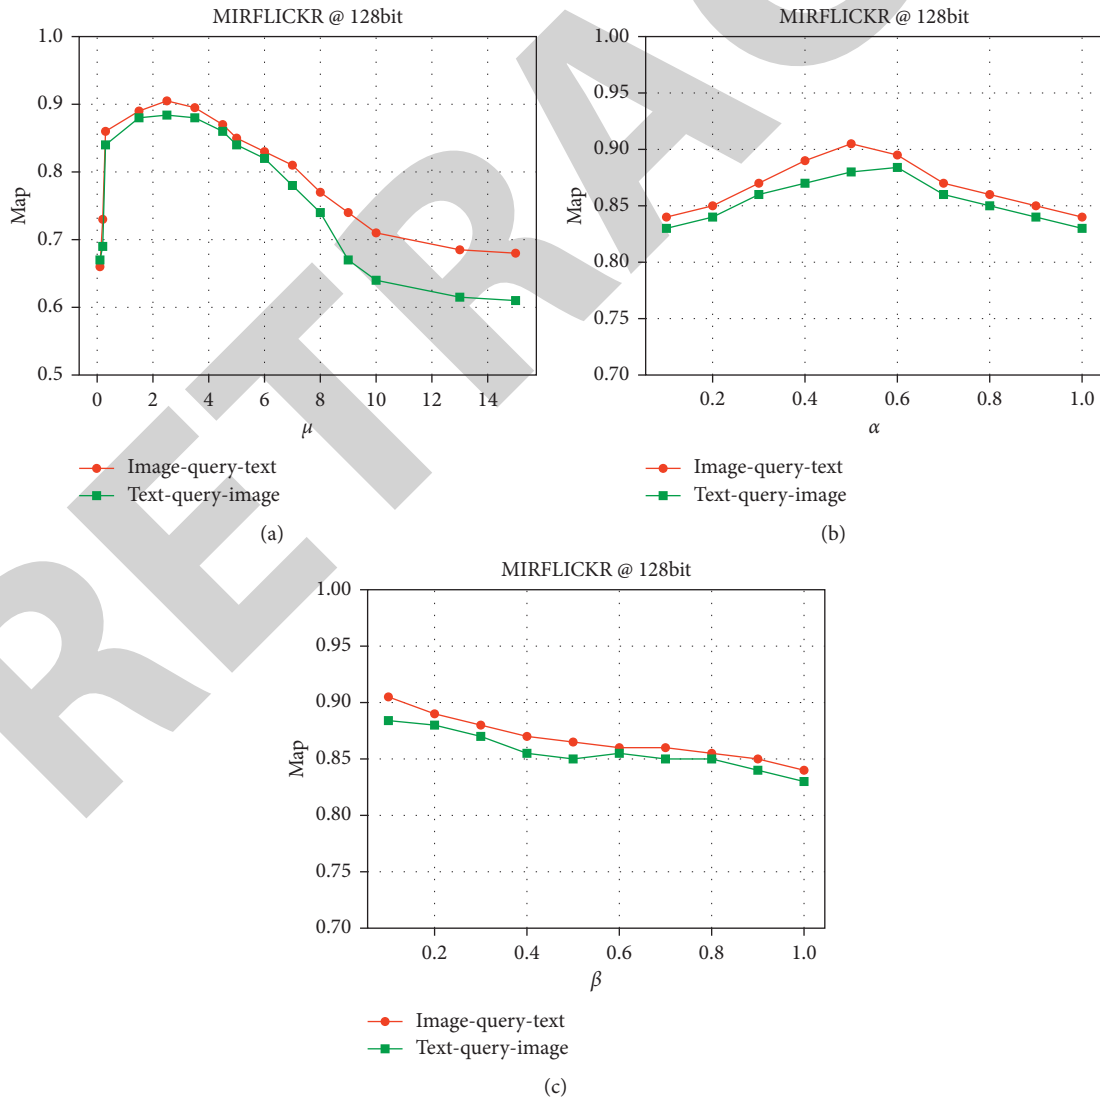 MIRFLICKR @ 128bit
1.0
0.9
0.8
0.7
0.6
0.5
Map
0 2 4 6 8 10 12 14
μ
Image-query-text
Text-query-image
(a)
MIRFLICKR @ 128bit
1.00
0.95
0.90
0.85
0.80
0.75
0.70
Map
0.2 0.4 0.6 0.8 1.0
α
Image-query-text
Text-query-image
(b)
MIRFLICKR @ 128bit
1.00
0.95
0.90
0.85
0.80
0.75
0.70
Map
0.2 0.4 0.6 0.8 1.0
β
Image-query-text
Text-query-image
(c)
RETRAC